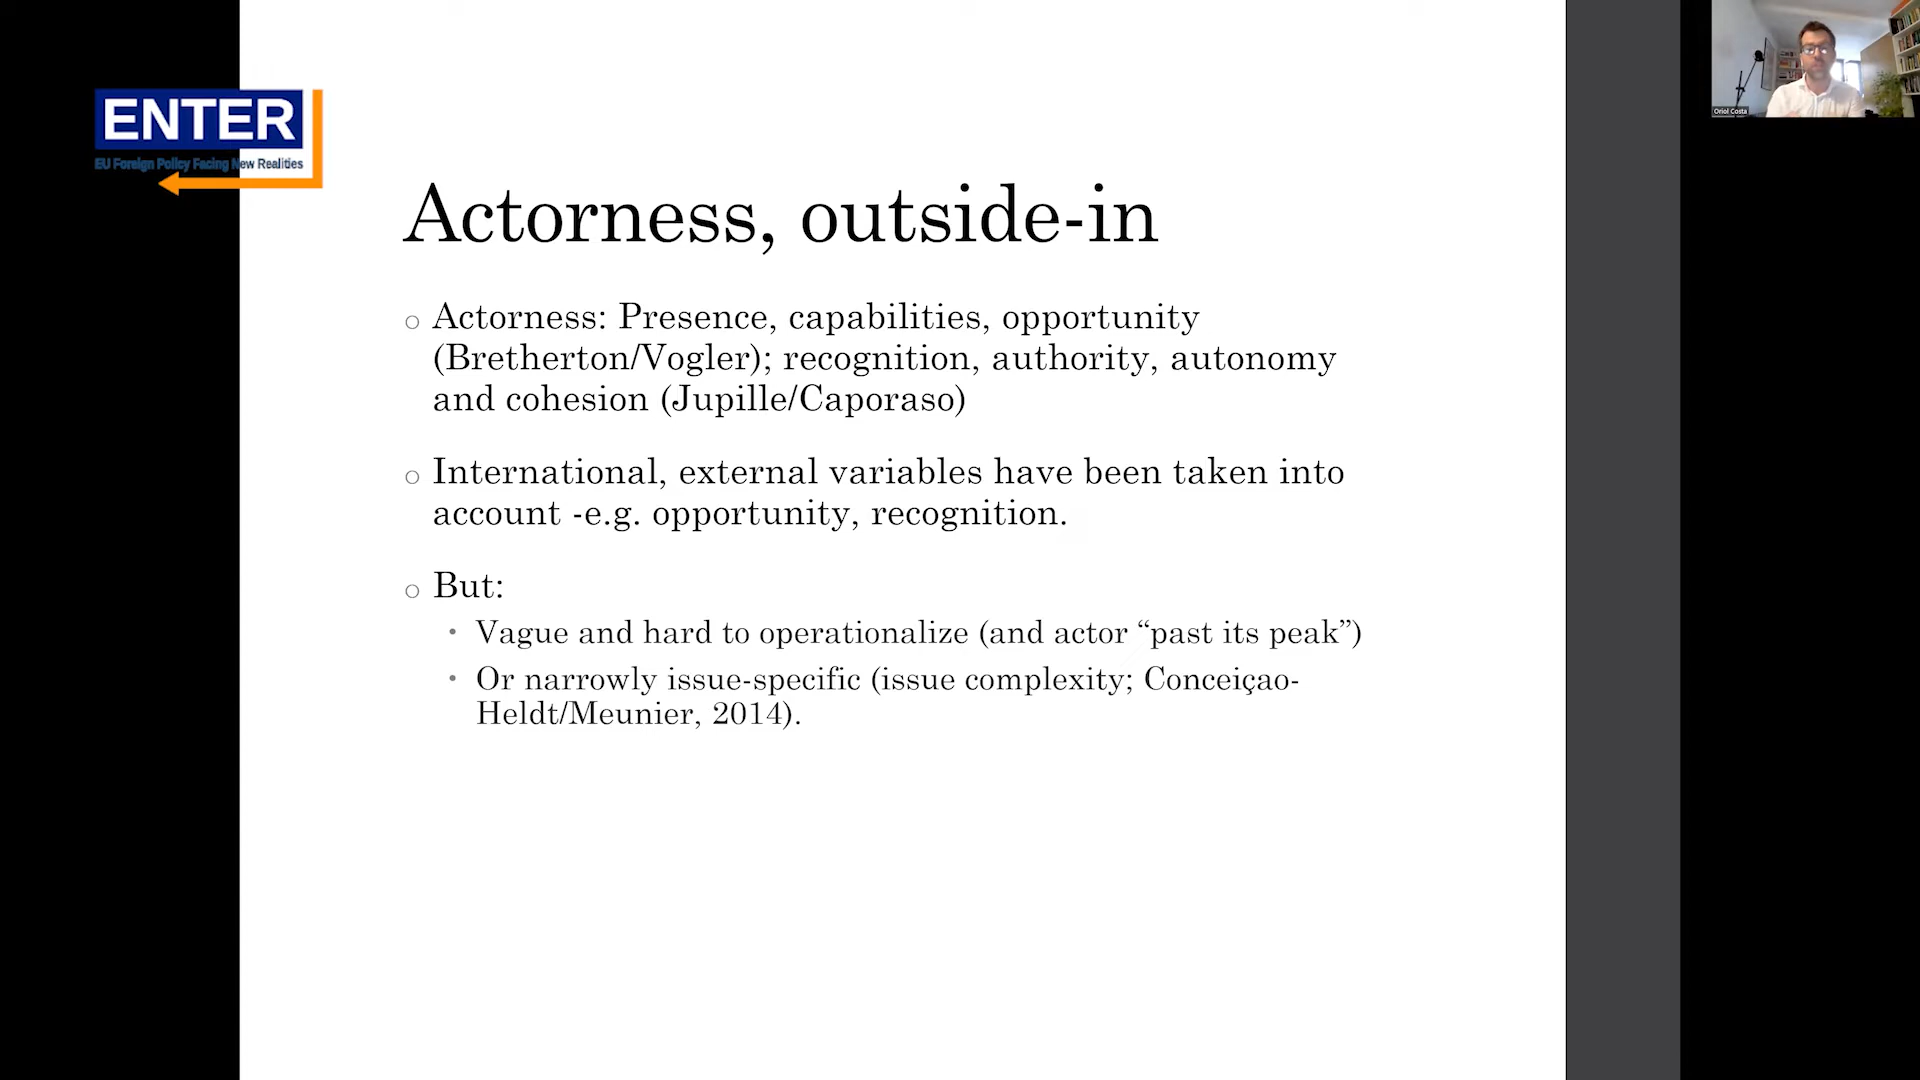 ENTER
EU Foreign Policy Facing New Realities
Actorness, outside-in
Actorness: Presence, capabilities, opportunity
(Bretherton/Vogler); recognition, authority, autonomy
and cohesion (Jupille/Caporaso)
International, external variables have been taken into
account -e.g. opportunity, recognition.
But:
Vague and hard to operationalize (and actor “past its peak”)
Or narrowly issue-specific (issue complexity; Conceiçao-
Heldt/Meunier, 2014).
Oriol Costa